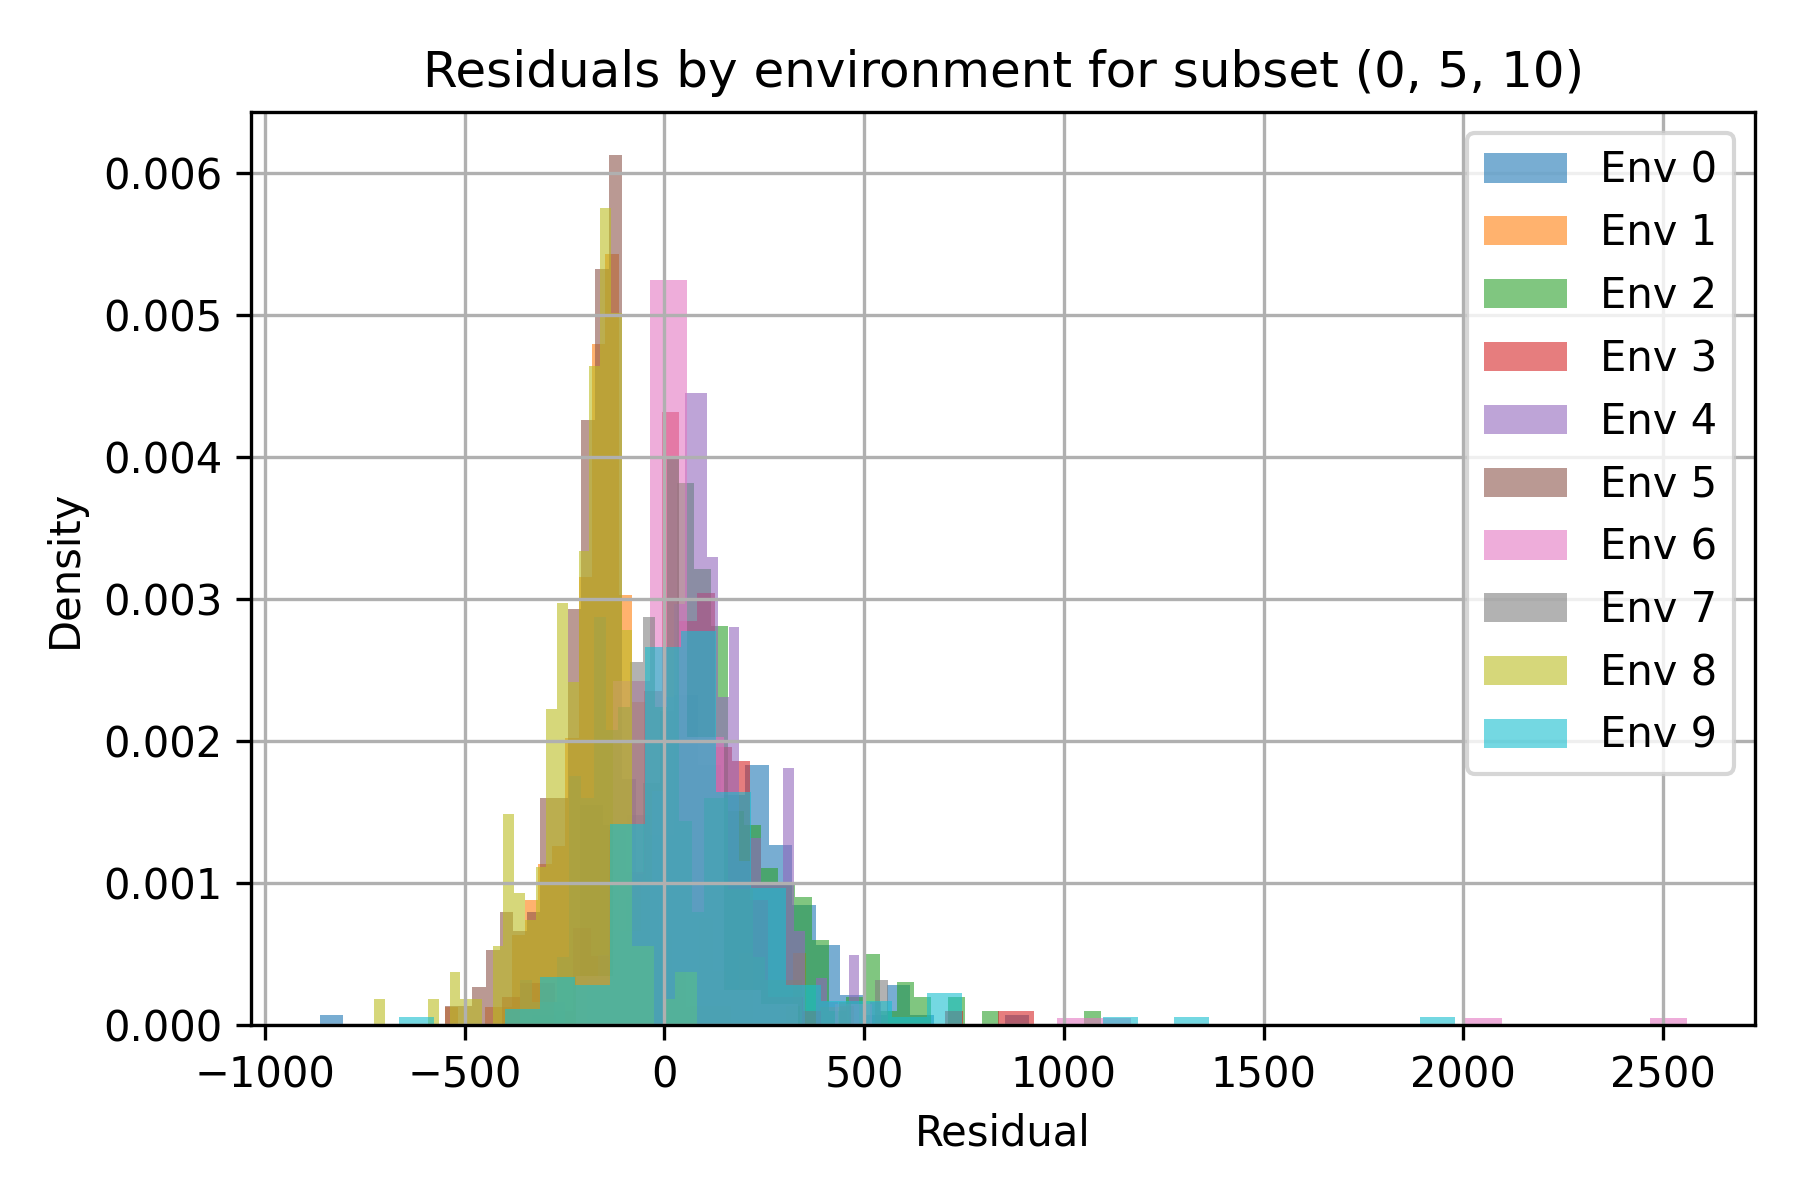 Residuals by environment for subset (0, 5, 10)
0.006
0.005
0.004
0.003
0.002
0.001
0.000
Density
−1000
−500
0
500
1000
1500
2000
2500
Residual
Env 0
Env 1
Env 2
Env 3
Env 4
Env 5
Env 6
Env 7
Env 8
Env 9